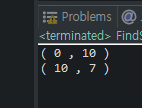 Problems @
<terminated> FindS
( 0 , 10 )
( 10 , 7 )